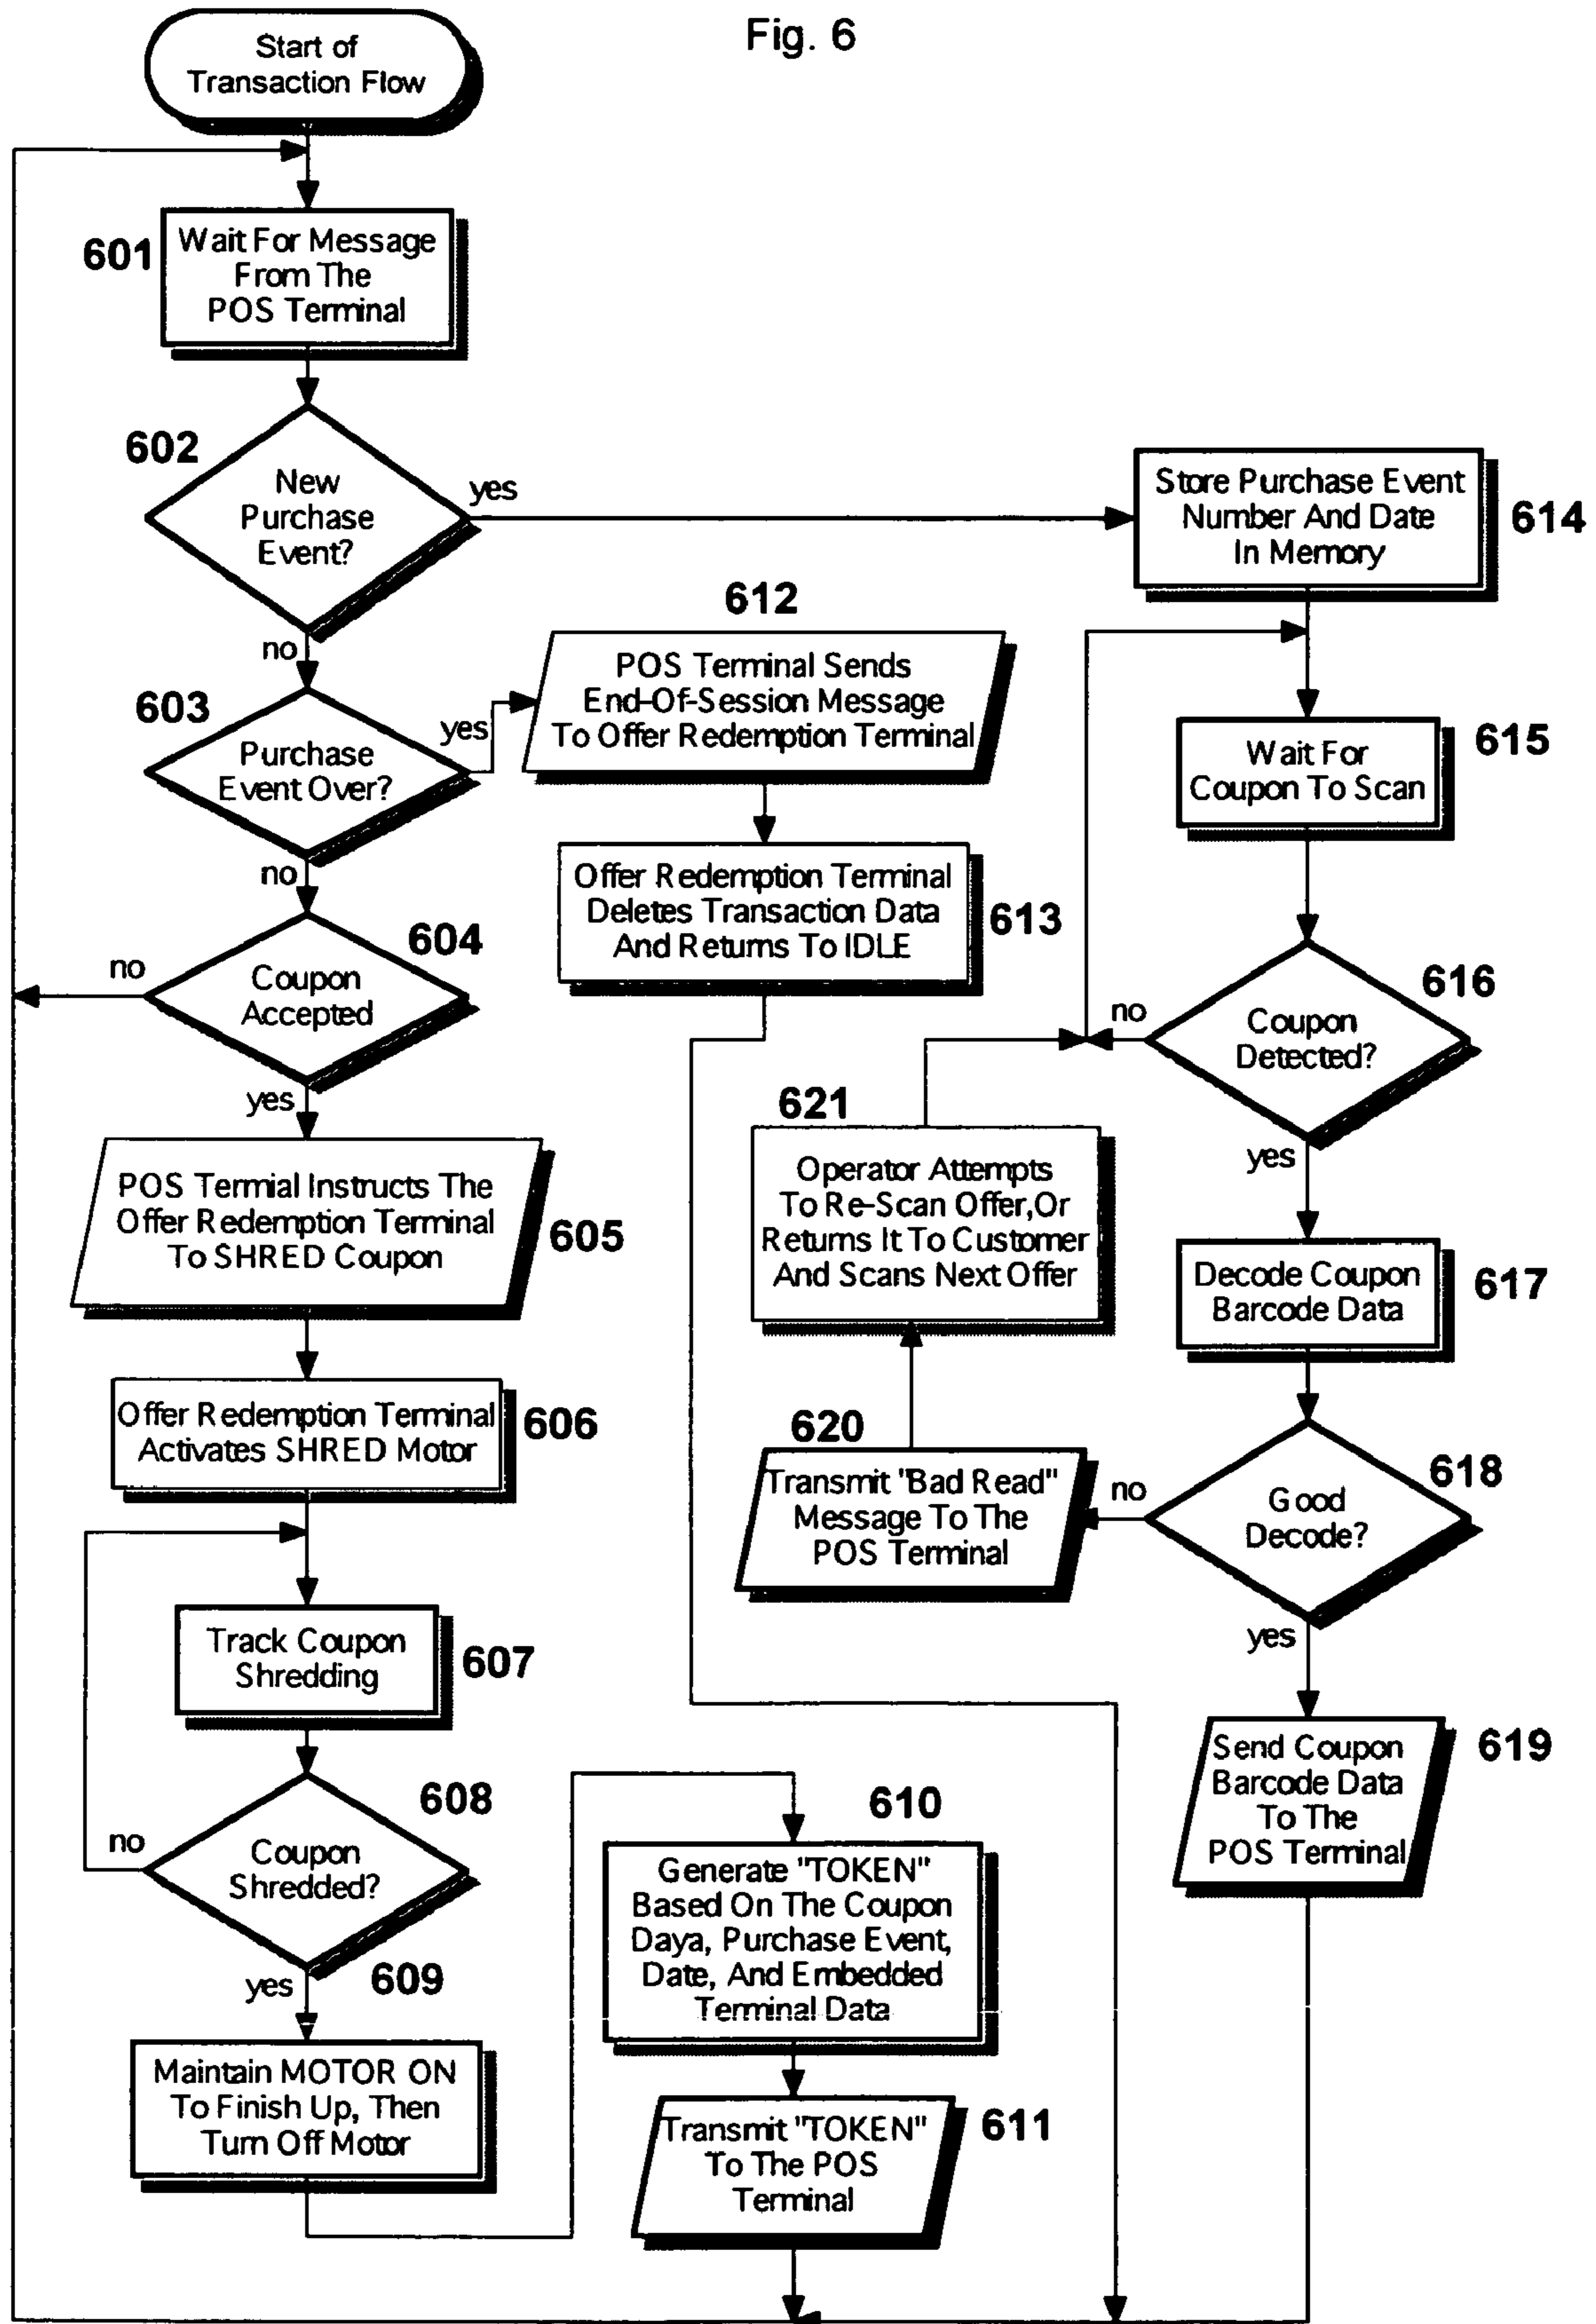 Fig. 6
Start of
Transaction Flow
601
Wait For Message
From The
POS Terminal
602
New
Purchase
Event?
yes
no
603
Purchase
Event Over?
yes
no
604
Coupon
Accepted
no
yes
POS Termial Instructs The
Offer Redemption Terminal
To SHRED Coupon
605
Offer Redemption Terminal
Activates SHRED Motor
606
Track Coupon
Shredding
607
608
Coupon
Shredded?
no
yes
609
Maintain MOTOR ON
To Finish Up, Then
Turn Off Motor
610
Generate "TOKEN"
Based On The Coupon
Daya, Purchase Event,
Date, And Embedded
Terminal Data
Transmit "TOKEN"
To The POS
Terminal
611
612
POS Terminal Sends
End-Of-Session Message
To Offer Redemption Terminal
Offer Redemption Terminal
Deletes Transaction Data
And Returns To IDLE
613
Store Purchase Event
Number And Date
In Memory
614
Wait For
Coupon To Scan
615
616
Coupon
Detected?
no
yes
Decode Coupon
Barcode Data
617
618
Good
Decode?
no
yes
Send Coupon
Barcode Data
To The
POS Terminal
619
620
Transmit "Bad Read"
Message To The
POS Terminal
621
Operator Attempts
To Re-Scan Offer,Or
Returns It To Customer
And Scans Next Offer